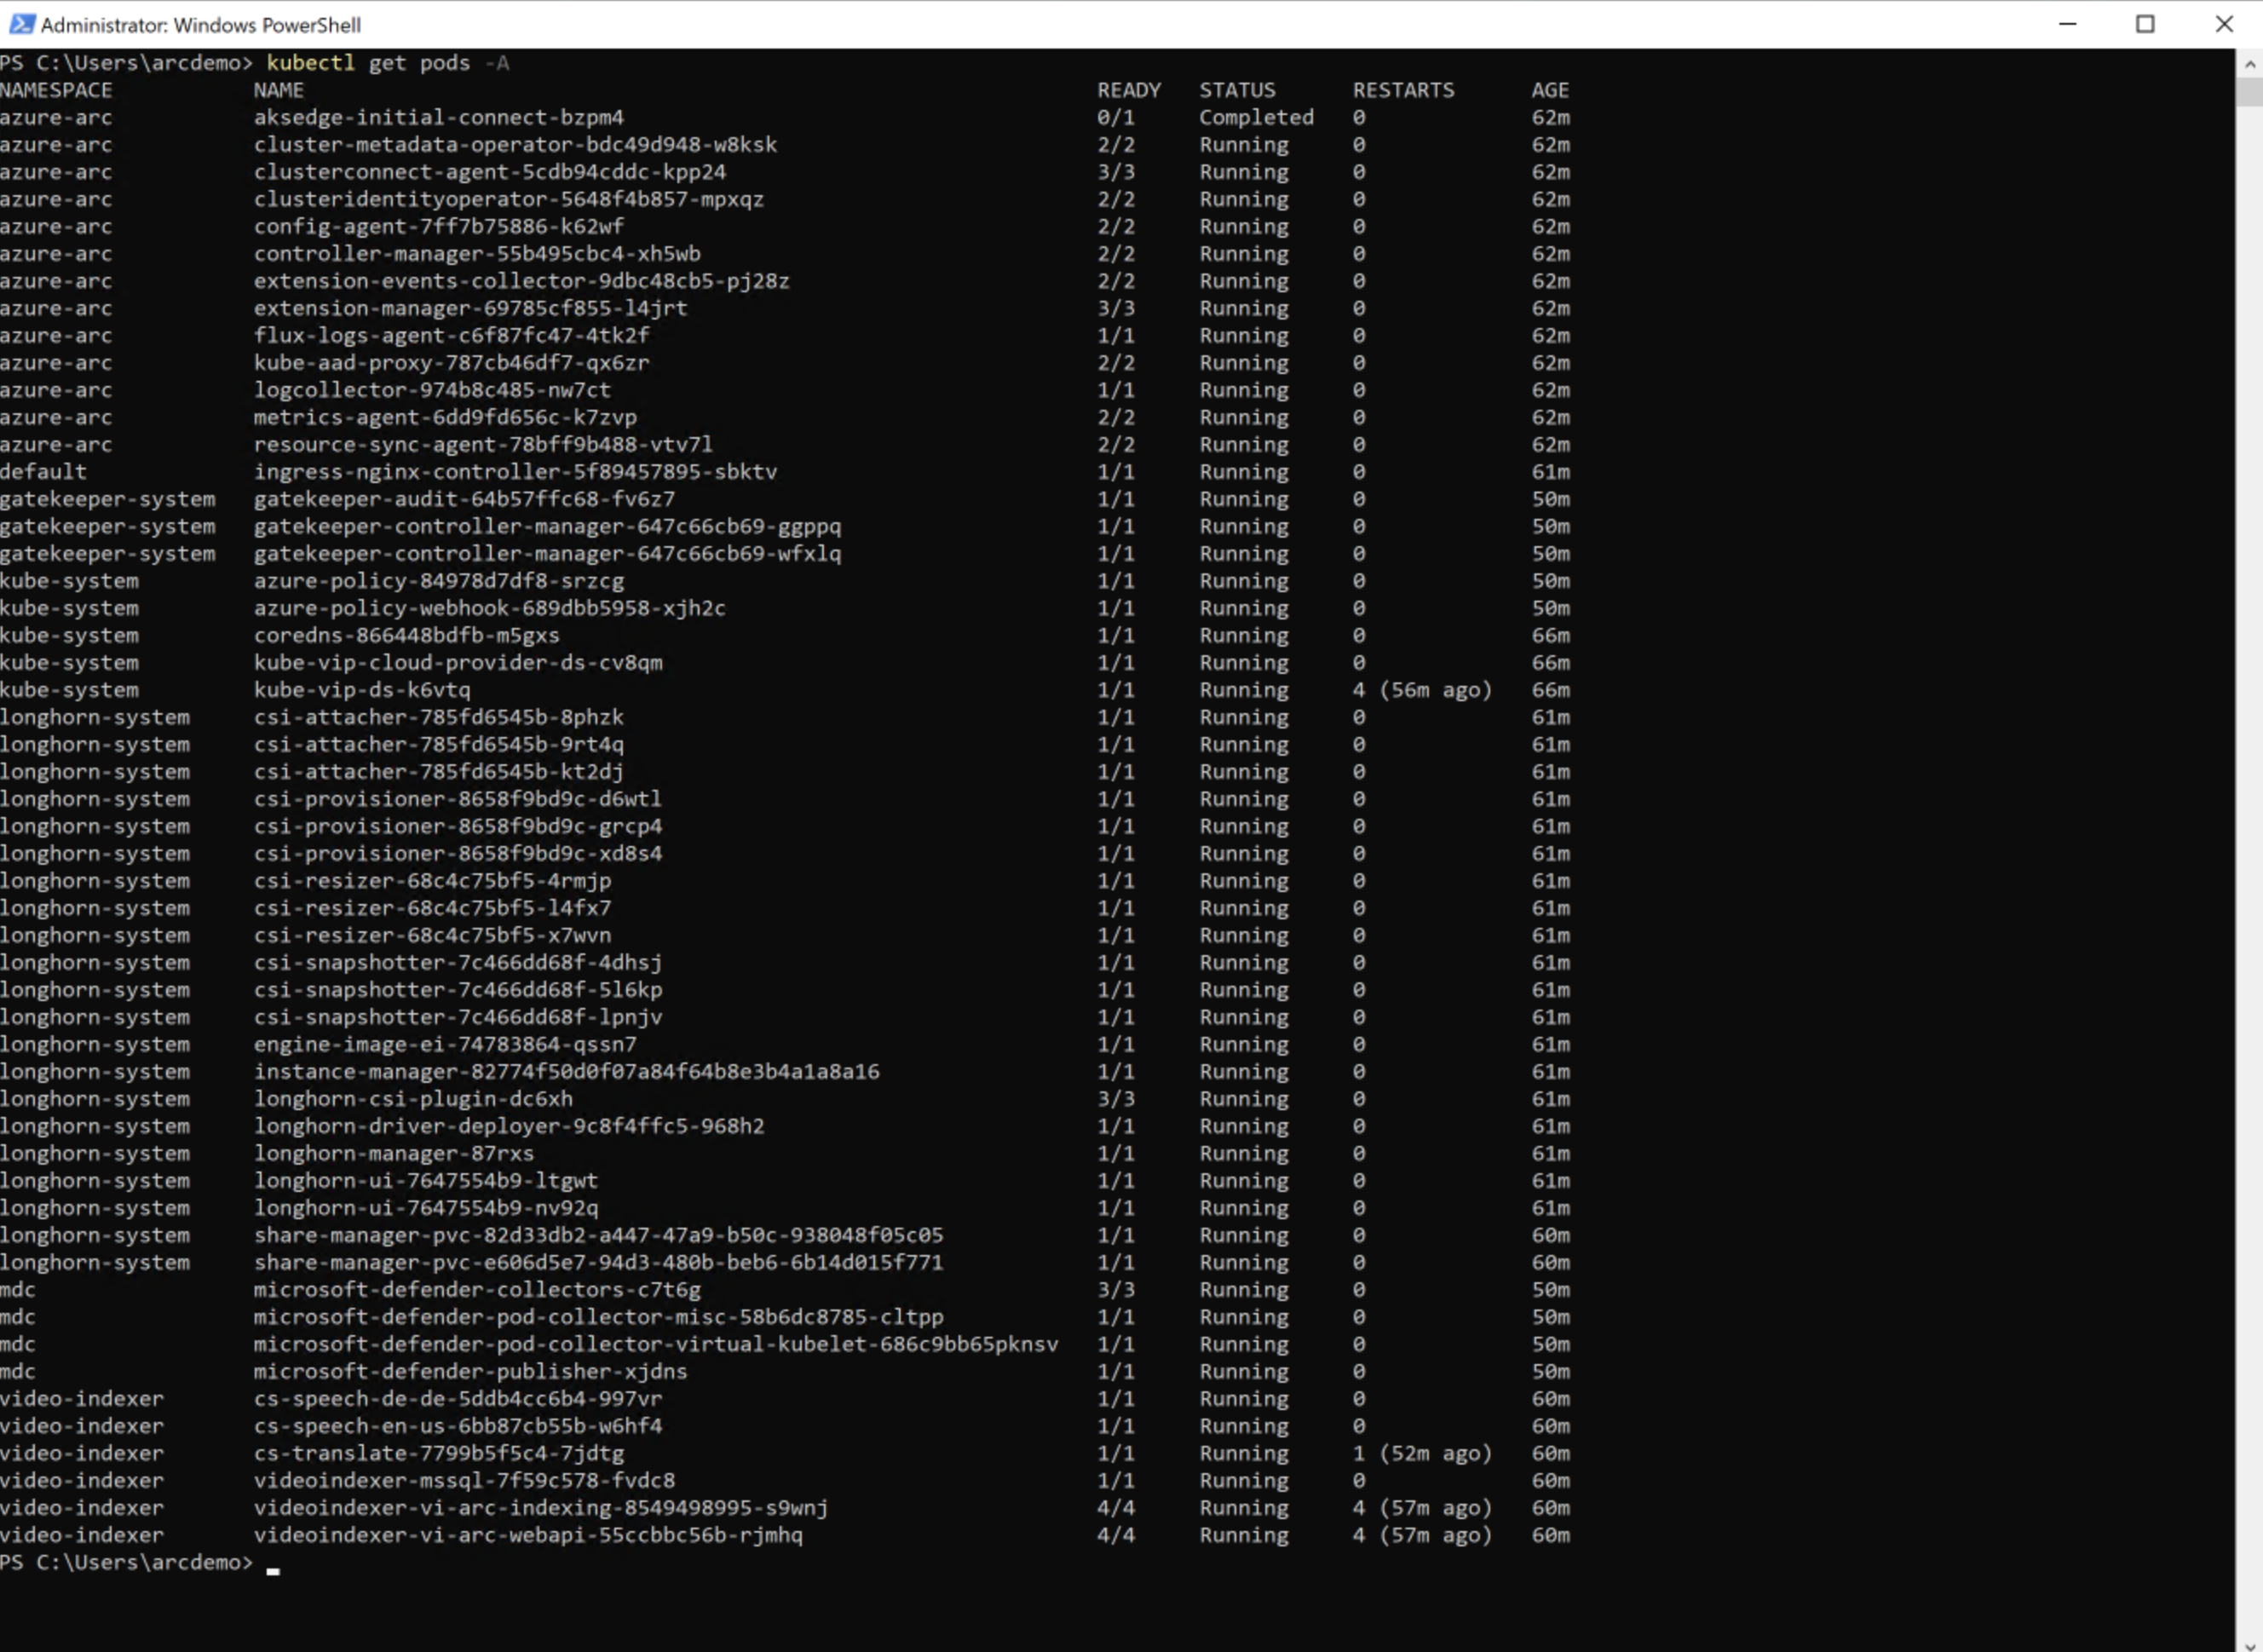 Administrator: Windows PowerShell
PS C:\Users\arcdemo> kubectl get pods -A
NAMESPACE NAME READY STATUS RESTARTS AGE
azure-arc aksedge-initial-connect-bzpm4 0/1 Completed 0 62m
azure-arc cluster-metadata-operator-bdc49d948-w8ksk 2/2 Running 0 62m
azure-arc clusterconnect-agent-5cdb94cddc-kpp24 3/3 Running 0 62m
azure-arc clusteridentityoperator-5648f4b857-mpxqz 2/2 Running 0 62m
azure-arc config-agent-7ff7b75886-k62wf 2/2 Running 0 62m
azure-arc controller-manager-55b495cbc4-xh5wb 2/2 Running 0 62m
azure-arc extension-events-collector-9dbc48cb5-pj28z 2/2 Running 0 62m
azure-arc extension-manager-69785cf855-l4jrt 3/3 Running 0 62m
azure-arc flux-logs-agent-c6f87fc47-4tk2f 1/1 Running 0 62m
azure-arc kube-aad-proxy-787cb46df7-qx6zr 2/2 Running 0 62m
azure-arc logcollector-974b8c485-nw7ct 1/1 Running 0 62m
azure-arc metrics-agent-6dd9fd656c-k7zvp 2/2 Running 0 62m
azure-arc resource-sync-agent-78bff9b488-vtv7l 2/2 Running 0 62m
default ingress-nginx-controller-5f89457895-sbktv 1/1 Running 0 61m
gatekeeper-system gatekeeper-audit-64b57ffc68-fv6z7 1/1 Running 0 50m
gatekeeper-system gatekeeper-controller-manager-647c66cb69-ggppq 1/1 Running 0 50m
gatekeeper-system gatekeeper-controller-manager-647c66cb69-wfxlq 1/1 Running 0 50m
kube-system azure-policy-84978d7df8-srzcg 1/1 Running 0 50m
kube-system azure-policy-webhook-689dbb5958-xjh2c 1/1 Running 0 50m
kube-system coredns-866448bdfb-m5gxs 1/1 Running 0 66m
kube-system kube-vip-cloud-provider-ds-cv8qm 1/1 Running 0 66m
kube-system kube-vip-ds-k6vtq 1/1 Running 4 (56m ago) 66m
longhorn-system csi-attacher-785fd6545b-8phzk 1/1 Running 0 61m
longhorn-system csi-attacher-785fd6545b-9rt4q 1/1 Running 0 61m
longhorn-system csi-attacher-785fd6545b-kt2dj 1/1 Running 0 61m
longhorn-system csi-provisioner-8658f9bd9c-d6wtl 1/1 Running 0 61m
longhorn-system csi-provisioner-8658f9bd9c-grcp4 1/1 Running 0 61m
longhorn-system csi-provisioner-8658f9bd9c-xd8s4 1/1 Running 0 61m
longhorn-system csi-resizer-68c4c75bf5-4rmjp 1/1 Running 0 61m
longhorn-system csi-resizer-68c4c75bf5-l4fx7 1/1 Running 0 61m
longhorn-system csi-resizer-68c4c75bf5-x7wvn 1/1 Running 0 61m
longhorn-system csi-snapshotter-7c466dd68f-4dhsj 1/1 Running 0 61m
longhorn-system csi-snapshotter-7c466dd68f-5l6kp 1/1 Running 0 61m
longhorn-system csi-snapshotter-7c466dd68f-lpnjv 1/1 Running 0 61m
longhorn-system engine-image-ei-74783864-qssn7 1/1 Running 0 61m
longhorn-system instance-manager-82774f50d0f07a84f64b8e3b4a1a8a16 1/1 Running 0 61m
longhorn-system longhorn-csi-plugin-dc6xh 3/3 Running 0 61m
longhorn-system longhorn-driver-deployer-9c8f4ffc5-968h2 1/1 Running 0 61m
longhorn-system longhorn-manager-87rxs 1/1 Running 0 61m
longhorn-system longhorn-ui-7647554b9-ltgwt 1/1 Running 0 61m
longhorn-system longhorn-ui-7647554b9-nv92q 1/1 Running 0 61m
longhorn-system share-manager-pvc-82d33db2-a447-47a9-b50c-938048f05c05 1/1 Running 0 60m
longhorn-system share-manager-pvc-e606d5e7-94d3-480b-beb6-6b14d015f771 1/1 Running 0 60m
mdc microsoft-defender-collectors-c7t6g 3/3 Running 0 50m
mdc microsoft-defender-pod-collector-misc-58b6dc8785-cltpp 1/1 Running 0 50m
mdc microsoft-defender-pod-collector-virtual-kubelet-686c9bb65pknsv 1/1 Running 0 50m
mdc microsoft-defender-publisher-xjdns 1/1 Running 0 50m
video-indexer cs-speech-de-de-5ddb4cc6b4-997vr 1/1 Running 0 60m
video-indexer cs-speech-en-us-6bb87cb55b-w6hf4 1/1 Running 0 60m
video-indexer cs-translate-7799b5f5c4-7jdtg 1/1 Running 1 (52m ago) 60m
video-indexer videoindexer-mssql-7f59c578-fvdc8 1/1 Running 0 60m
video-indexer videoindexer-vi-arc-indexing-8549498995-s9wnj 4/4 Running 4 (57m ago) 60m
video-indexer videoindexer-vi-arc-webapi-55ccbbc56b-rjmhq 4/4 Running 4 (57m ago) 60m
PS C:\Users\arcdemo>